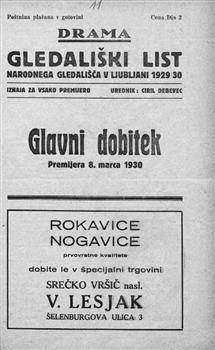 11
Poštnina plačana v gotovini Cena Din 2
DRAMA
GLEDALIŠKI LIST
NARODNEGA GLEDALIŠČA V LJUBLJANI 1929 30
IZHAJA ZA VSAKO PREMIERO UREDNIK: CIRIL DEBEVEC
Glavni dobitek
Premijera 8. marca 1930
ROKAVICE
NOGAVICE
prvovrstne kvalitete
dobite le v špecijalni trgovini
SREČKO VRŠIČ nasl.
V. LESJAK
ŠELENBURGOVA ULICA 3